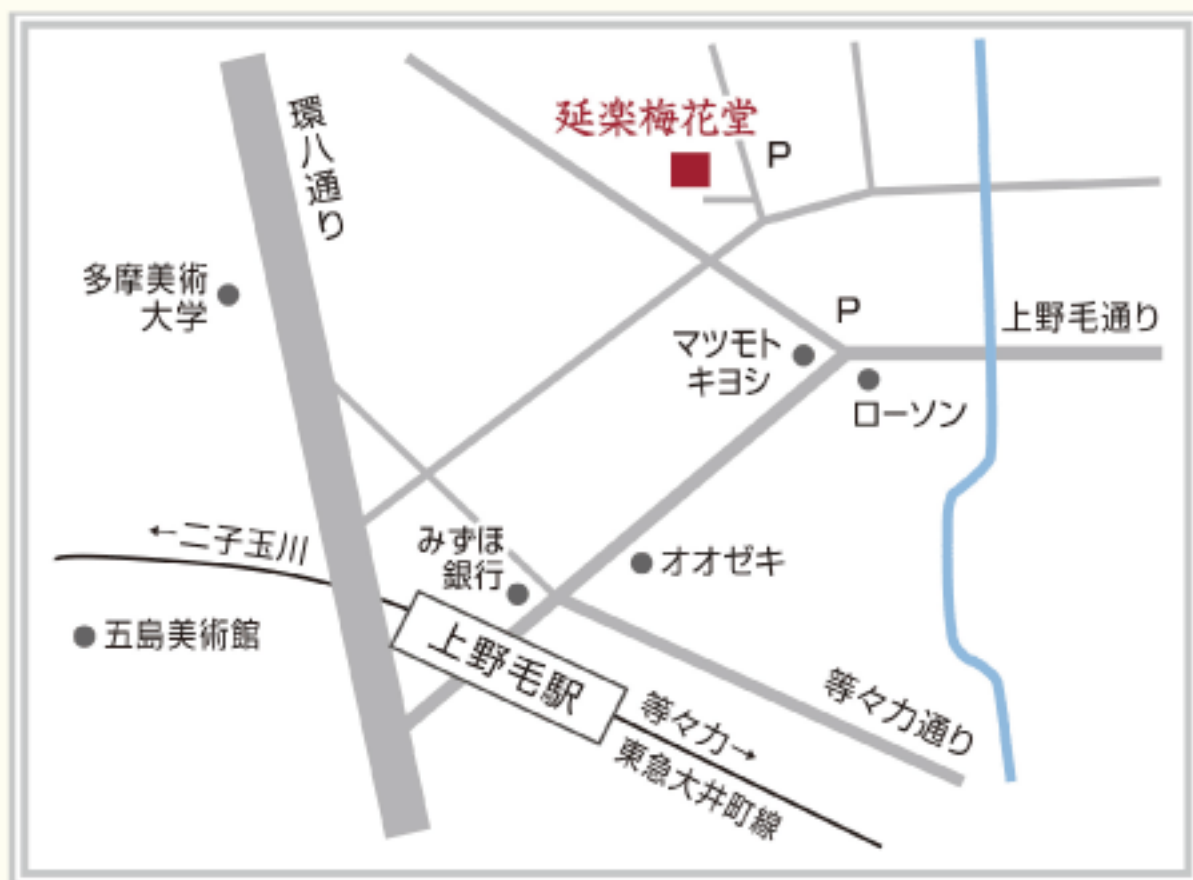 環八通り
延楽梅花堂
P
多摩美術
大学
P
上野毛通り
マツモト
キヨシ
ローソン
←二子玉川
みずほ
銀行
オオゼキ
五島美術館
上野毛駅
等々力→
等々力通り
東急大井町線